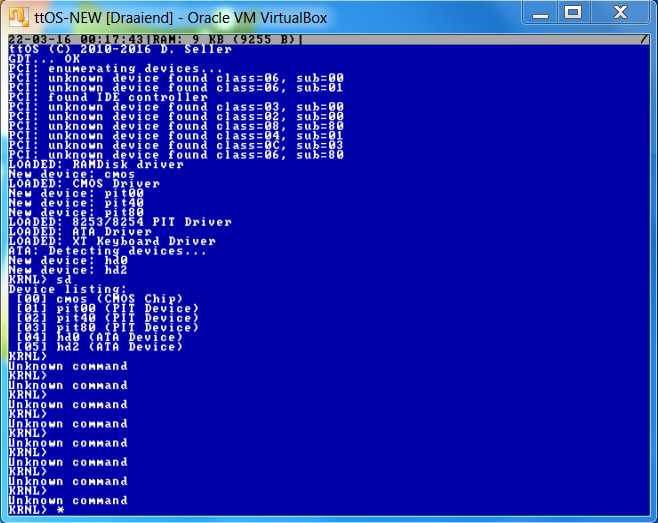 ttOS-NEW [Draaiend] - Oracle VM VirtualBox
22-03-16 00:17:43|RAM: 9 KB (9255 B)| /
ttOS (C) 2010-2016 D. Seller
GDT... OK
PCI: enumerating devices...
PCI: unknown device found class=06, sub=00
PCI: unknown device found class=06, sub=01
PCI: found IDE controller
PCI: unknown device found class=03, sub=00
PCI: unknown device found class=02, sub=00
PCI: unknown device found class=08, sub=80
PCI: unknown device found class=04, sub=01
PCI: unknown device found class=0C, sub=03
PCI: unknown device found class=06, sub=80
LOADED: RAMDisk driver
New device: cmos
LOADED: CMOS Driver
New device: pit00
New device: pit40
New device: pit80
LOADED: 8253/8254 PIT Driver
LOADED: ATA Driver
LOADED: XT Keyboard Driver
ATA: Detecting devices...
New device: hd0
New device: hd2
KRNL> sd
Device listing:
[00] cmos (CMOS Chip)
[01] pit00 (PIT Device)
[02] pit40 (PIT Device)
[03] pit80 (PIT Device)
[04] hd0 (ATA Device)
[05] hd2 (ATA Device)
KRNL>
Unknown command
KRNL>
Unknown command
KRNL>
Unknown command
KRNL>
Unknown command
KRNL>
Unknown command
KRNL>
Unknown command
KRNL>
Unknown command
KRNL>
Unknown command
KRNL> *